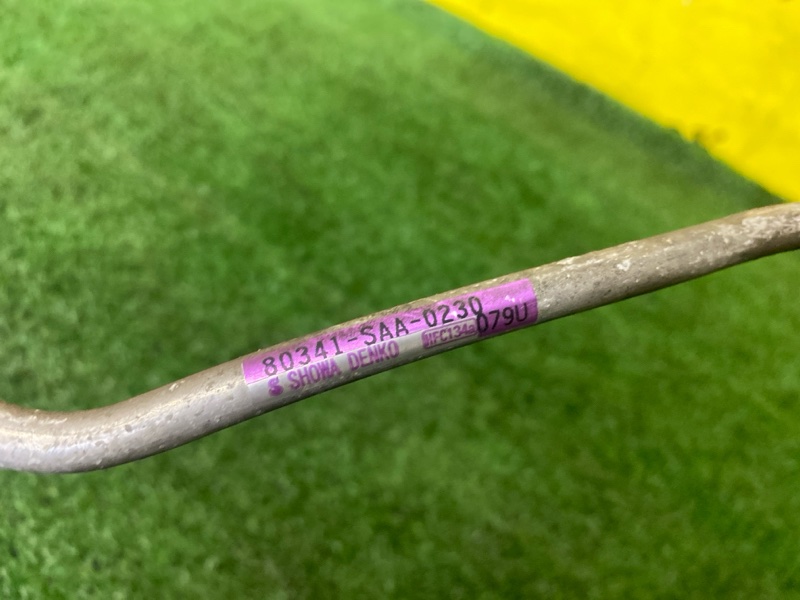 80341-SAA-0230
SHOWA DENKO HFC134a 079U